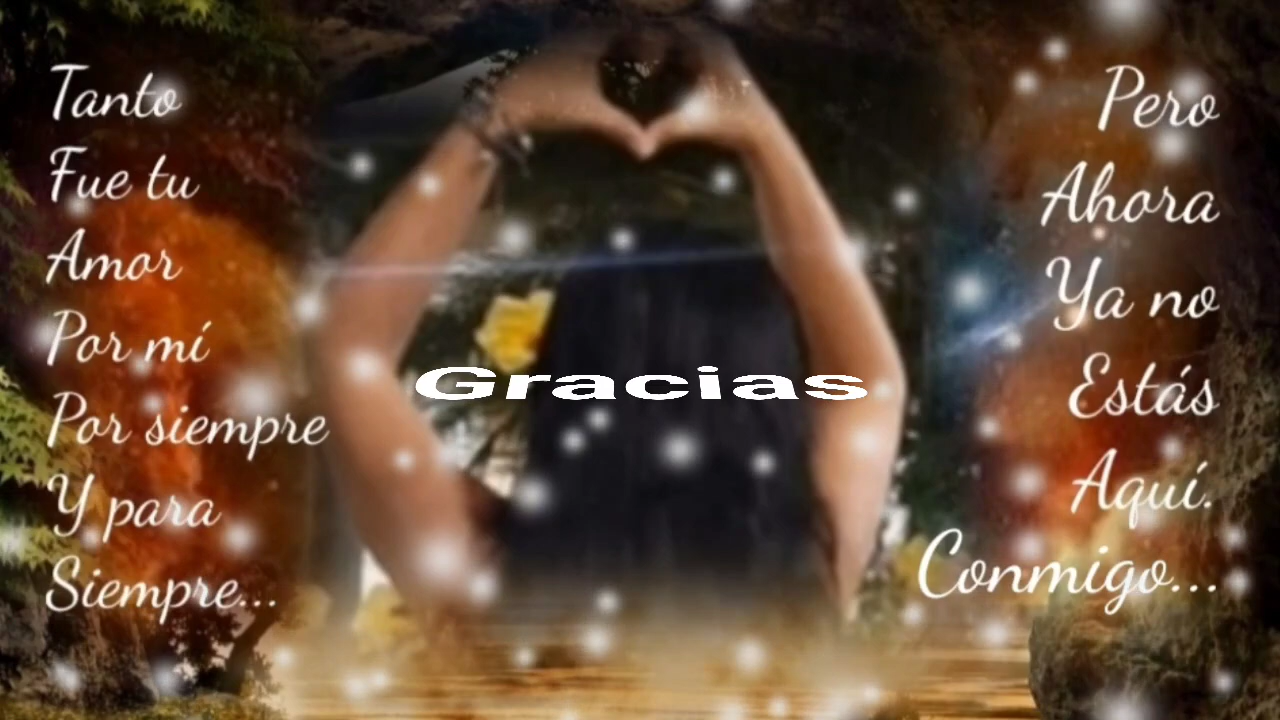 Tanto
Fue tu
Amor
Por mí
Por siempre
Y para
Siempre...
Gracias
Pero
Ahora
Ya no
Estás
Aquí.
Conmigo...